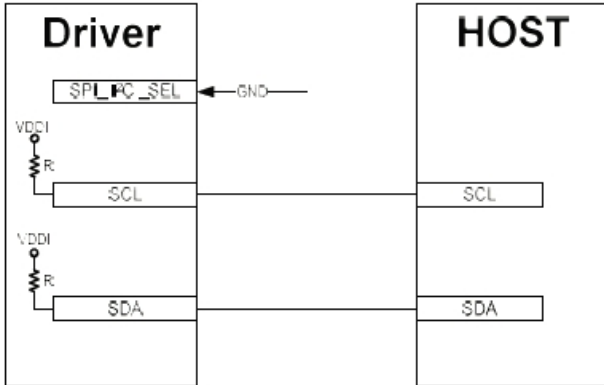 Driver
HOST
SPI_I²C_SEL
GND
VDDI
R
SCL
SCL
VDDI
R
SDA
SDA